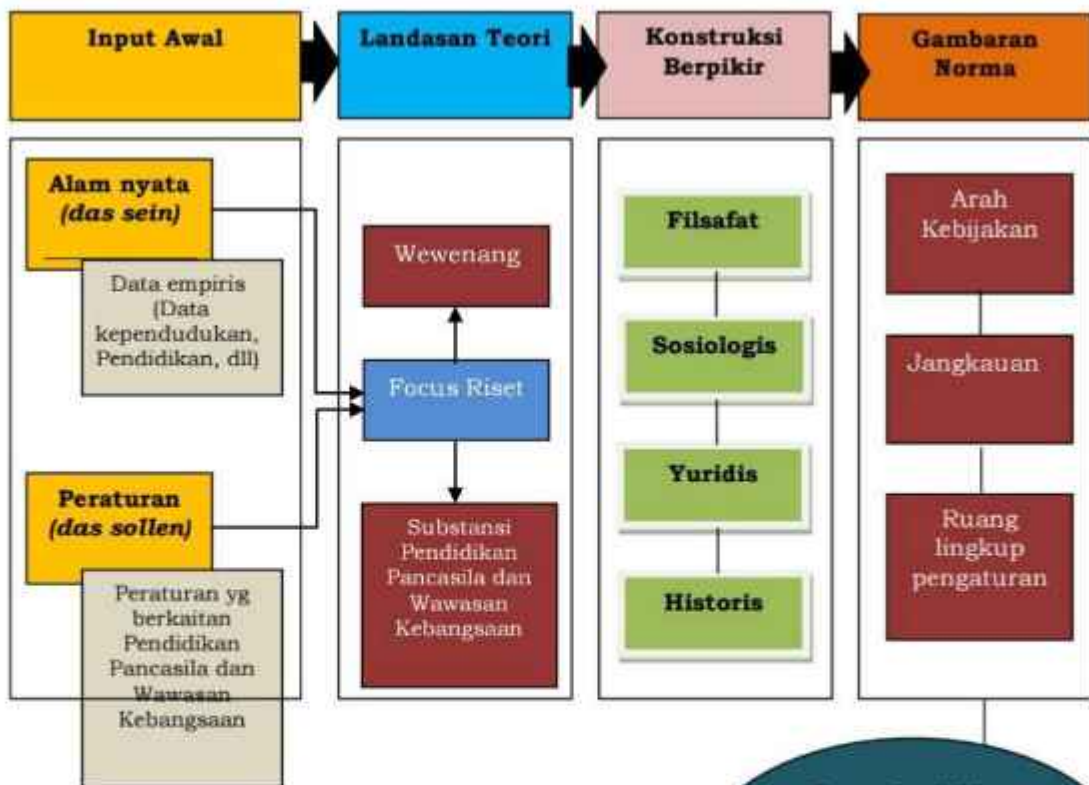 Input Awal
Landasan Teori
Konstruksi
Berpikir
Gambaran
Norma
Alam nyata
(das sein)
Data empiris
(Data
kependudukan,
Pendidikan, dll)
Peraturan
(das sollen)
Peraturan yg
berkaitan
Pendidikan
Pancasila dan
Wawasan
Kebangsaan
Wewenang
Focus Riset
Substansi
Pendidikan
Pancasila dan
Wawasan
Kebangsaan
Filsafat
Sosiologis
Yuridis
Historis
Arah
Kebijakan
Jangkauan
Ruang
lingkup
pengaturan